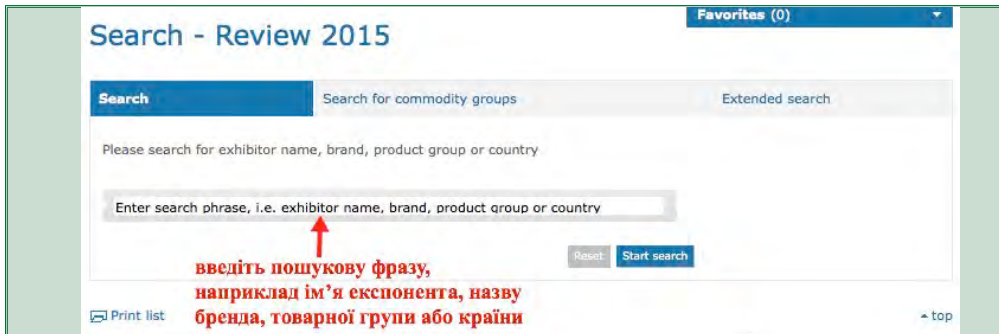 Favorites (0)
Search - Review 2015
Search
Search for commodity groups
Extended search
Please search for exhibitor name, brand, product group or country
Enter search phrase, i.e. exhibitor name, brand, product group or country
Reset
Start search
введіть пошукову фразу,
наприклад ім’я експонента, назву
бренда, товарної групи або країни
Print list
top